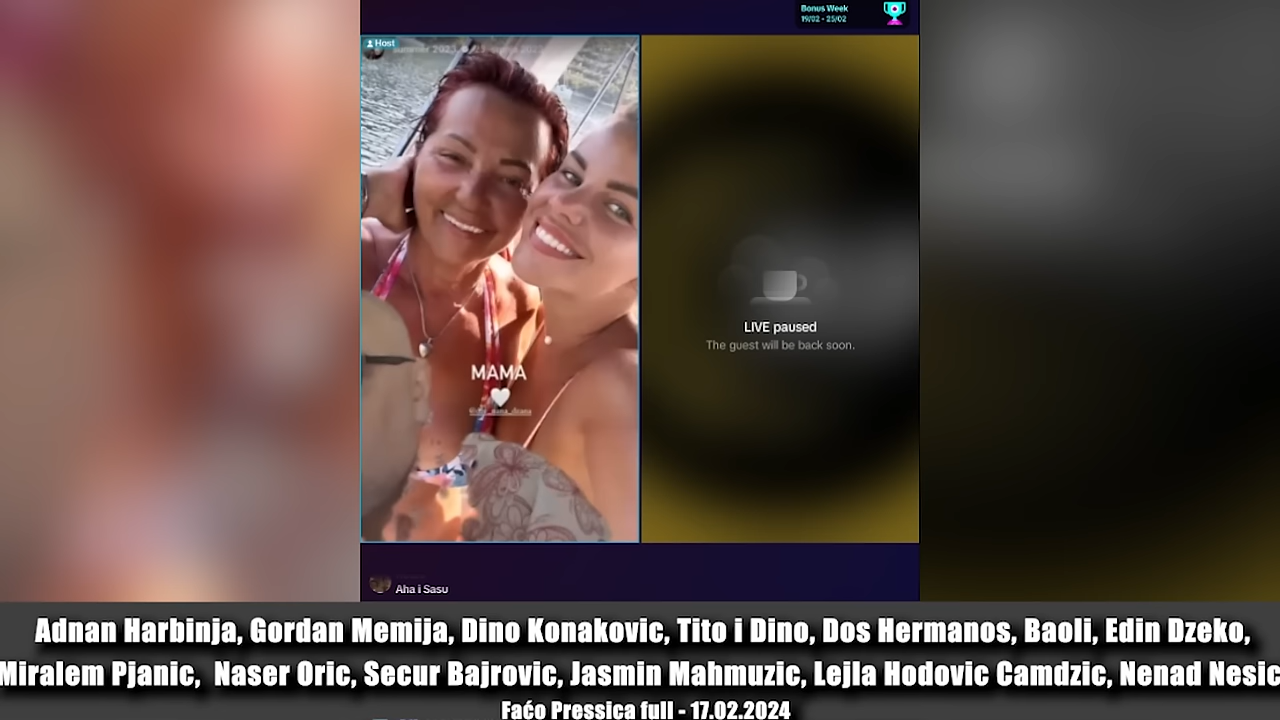 Bonus Week
19/02 - 25/02
Host
MAMA
LIVE paused
The guest will be back soon.
Aha i Sasu
Adnan Harbinja, Gordan Memija, Dino Konakovic, Tito i Dino, Dos Hermanos, Baoli, Edin Dzeko,
Miralem Pjanic, Naser Oric, Secur Bajrovic, Jasmin Mahmuzic, Lejla Hodovic Camdzic, Nenad Nesic
Faćo Pressica full - 17.02.2024